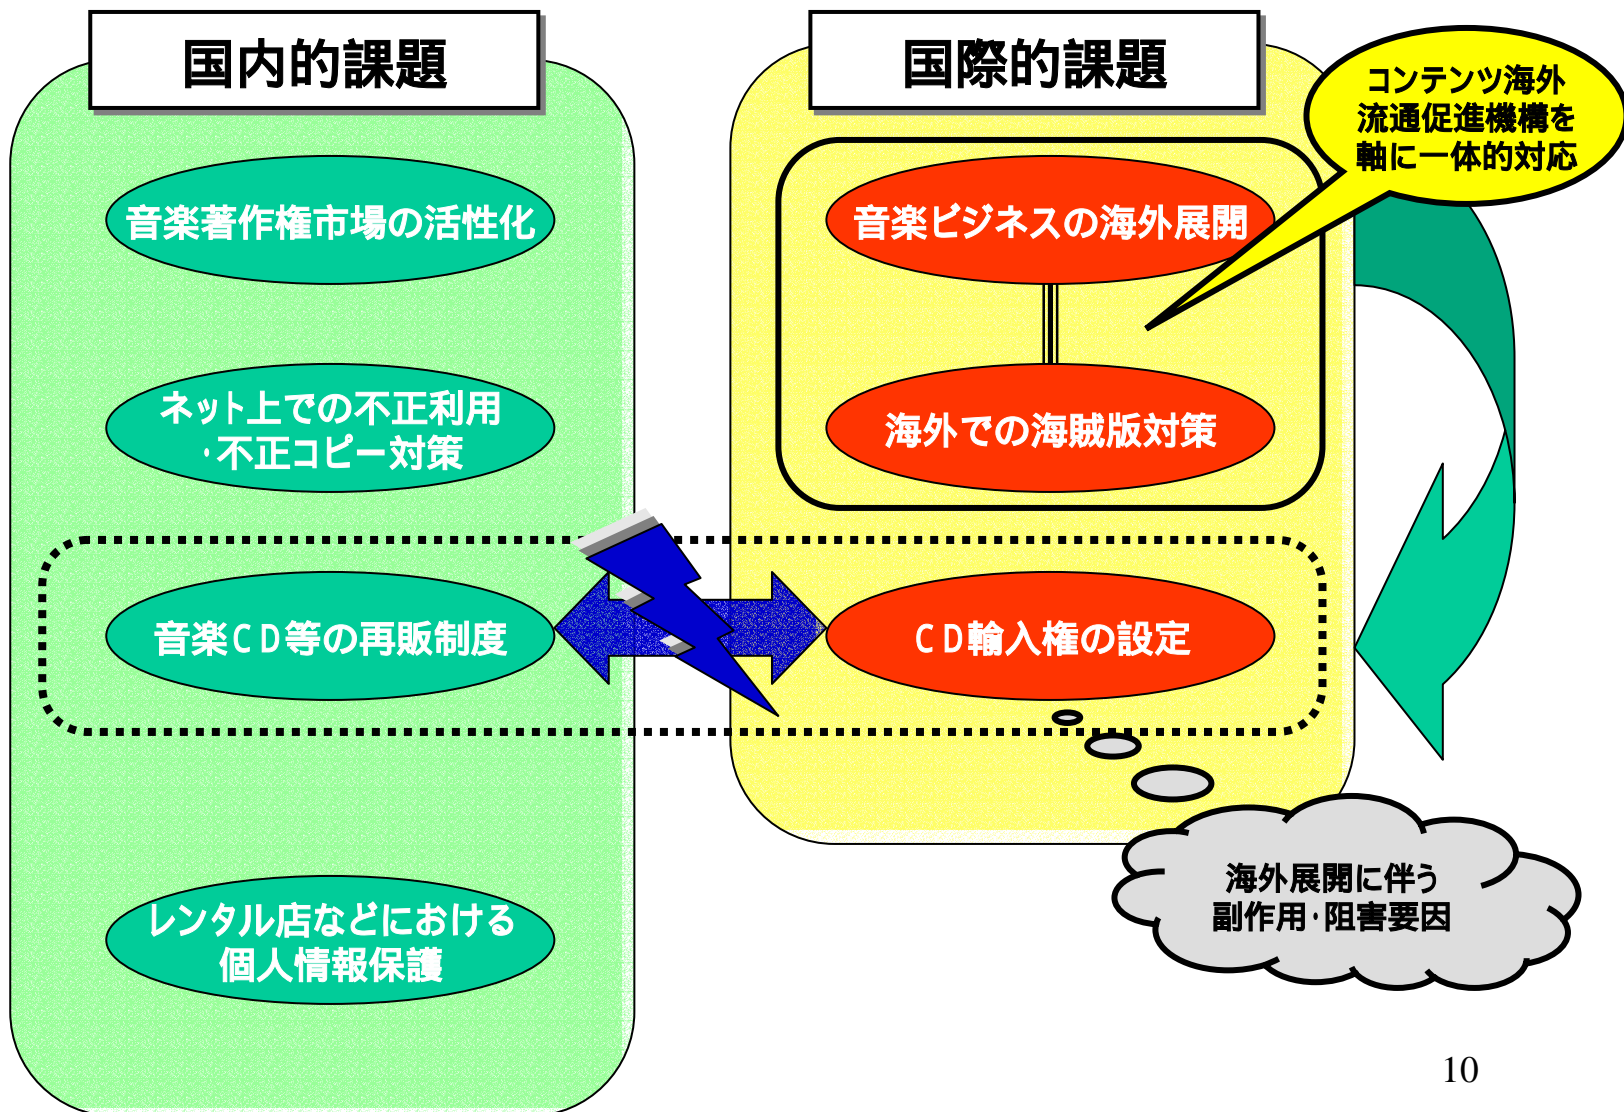 国内的課題
音楽著作権市場の活性化
ネット上での不正利用
・不正コピー対策
音楽CD等の再販制度
レンタル店などにおける
個人情報保護
国際的課題
コンテンツ海外
流通促進機構を
軸に一体的対応
音楽ビジネスの海外展開
海外での海賊版対策
CD輸入権の設定
海外展開に伴う
副作用・阻害要因
10